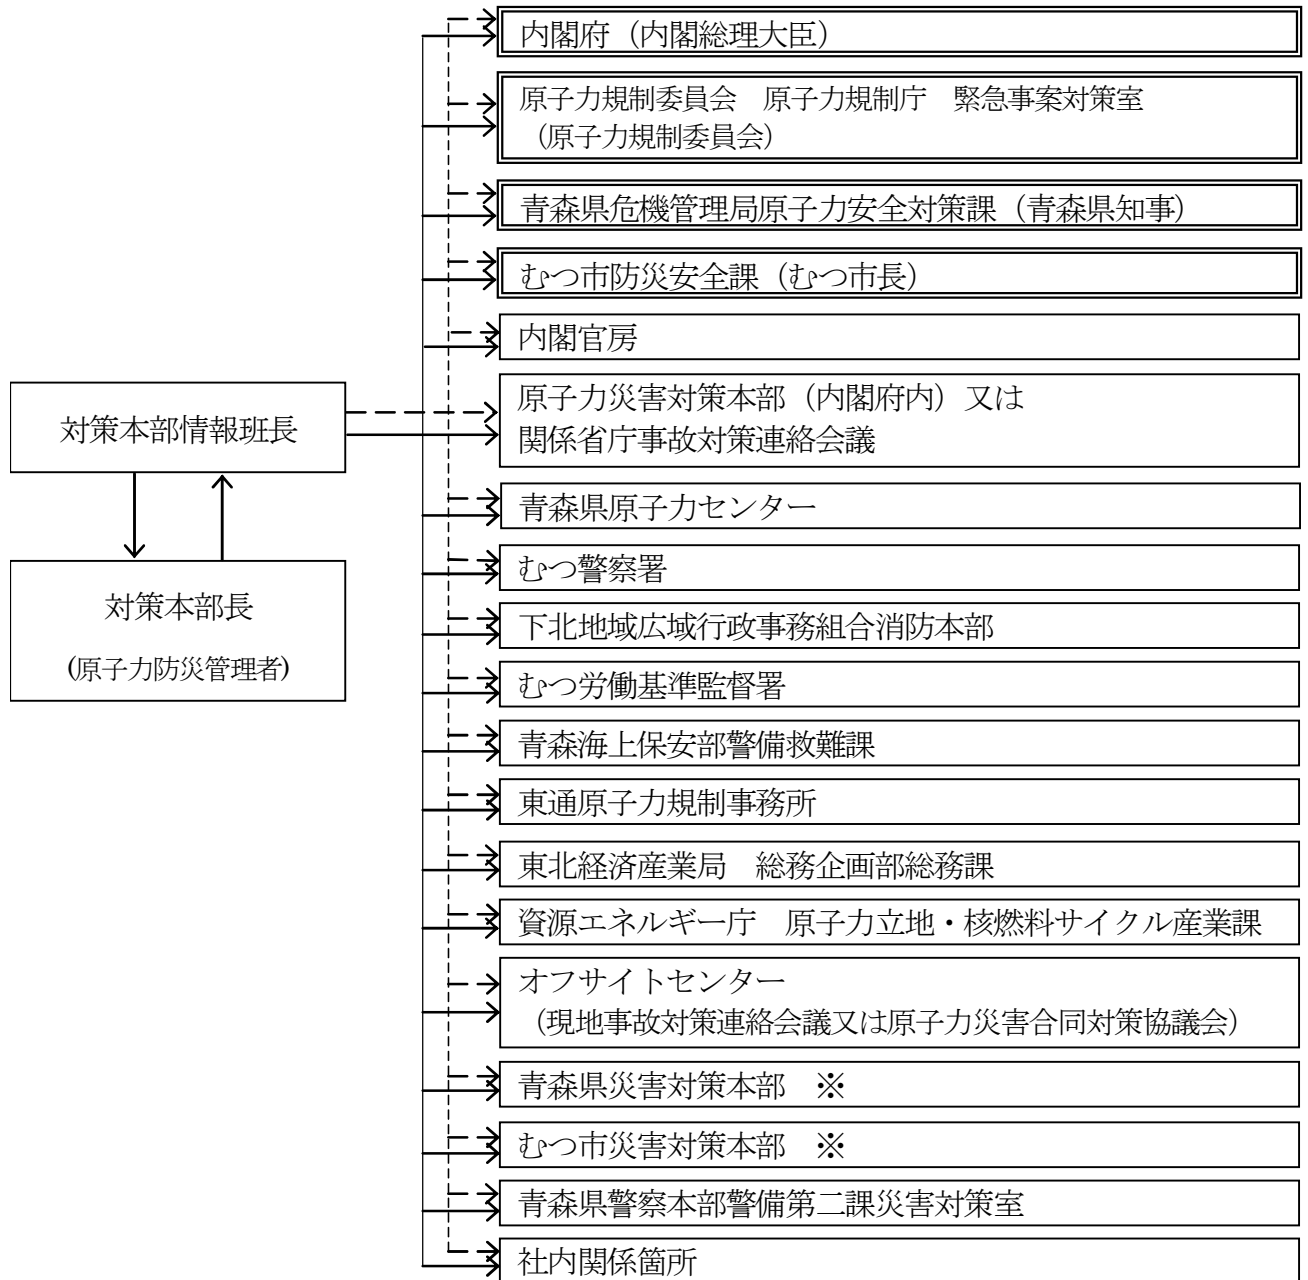 内閣府（内閣総理大臣）
原子力規制委員会　原子力規制庁　緊急事案対策室
（原子力規制委員会）
青森県危機管理局原子力安全対策課（青森県知事）
むつ市防災安全課（むつ市長）
内閣官房
対策本部情報班長
原子力災害対策本部（内閣府内）又は
関係省庁事故対策連絡会議
青森県原子力センター
むつ警察署
対策本部長
(原子力防災管理者)
下北地域広域行政事務組合消防本部
むつ労働基準監督署
青森海上保安部警備救難課
東通原子力規制事務所
東北経済産業局　総務企画部総務課
資源エネルギー庁　原子力立地・核燃料サイクル産業課
オフサイトセンター
（現地事故対策連絡会議又は原子力災害合同対策協議会）
青森県災害対策本部　※
むつ市災害対策本部　※
青森県警察本部警備第二課災害対策室
社内関係箇所